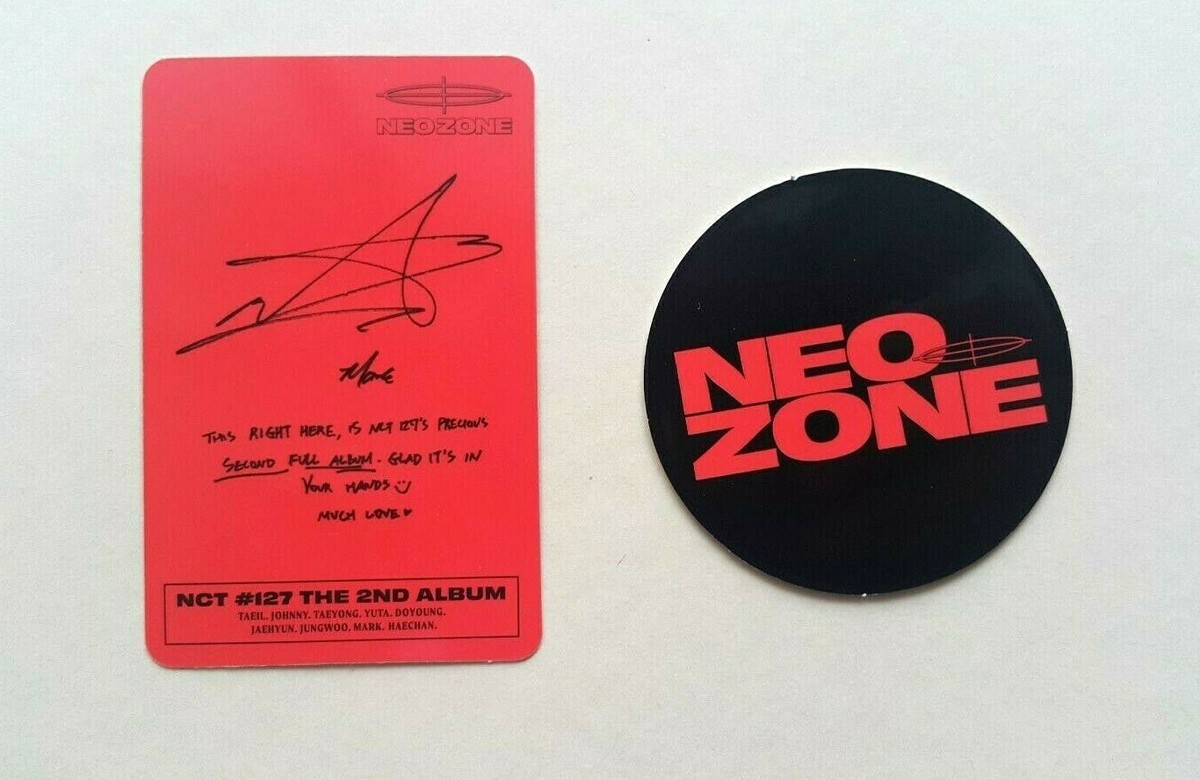 NEOZONE
Mark
THIS RIGHT HERE, IS NCT 127'S PRECIOUS
SECOND FULL ALBUM. GLAD IT'S IN
YOUR HANDS
MUCH LOVE
NCT #127 THE 2ND ALBUM
TAEIL. JOHNNY. TAEYONG. YUTA. DOYOUNG.
JAEHYUN. JUNGWOO. MARK. HAECHAN.
NEO
ZONE